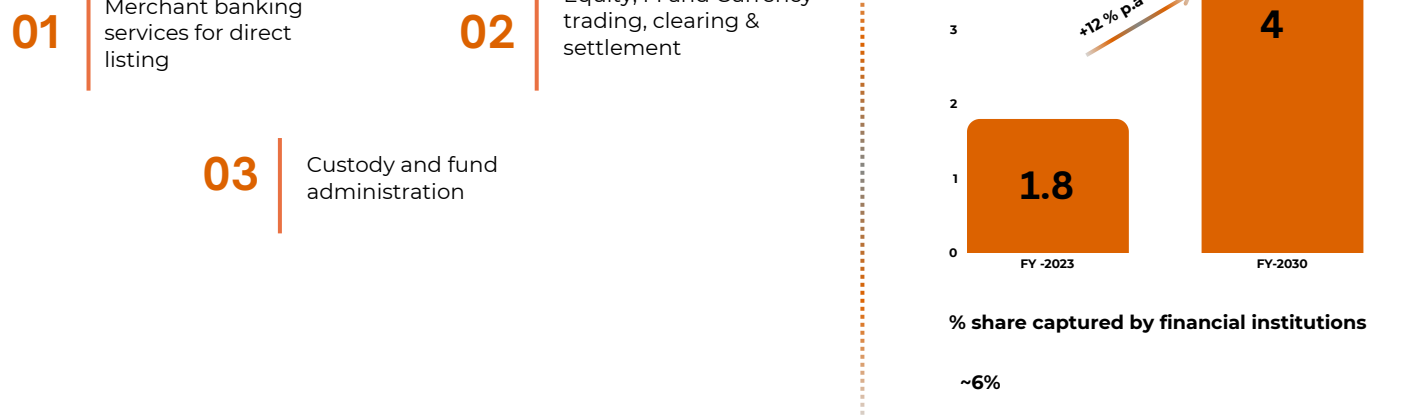 01
Merchant banking
services for direct
listing
02
trading, clearing &
settlement
03
Custody and fund
administration
+12% p.a
3
2
1
0
4
1.8
FY -2023
FY-2030
% share captured by financial institutions
~6%